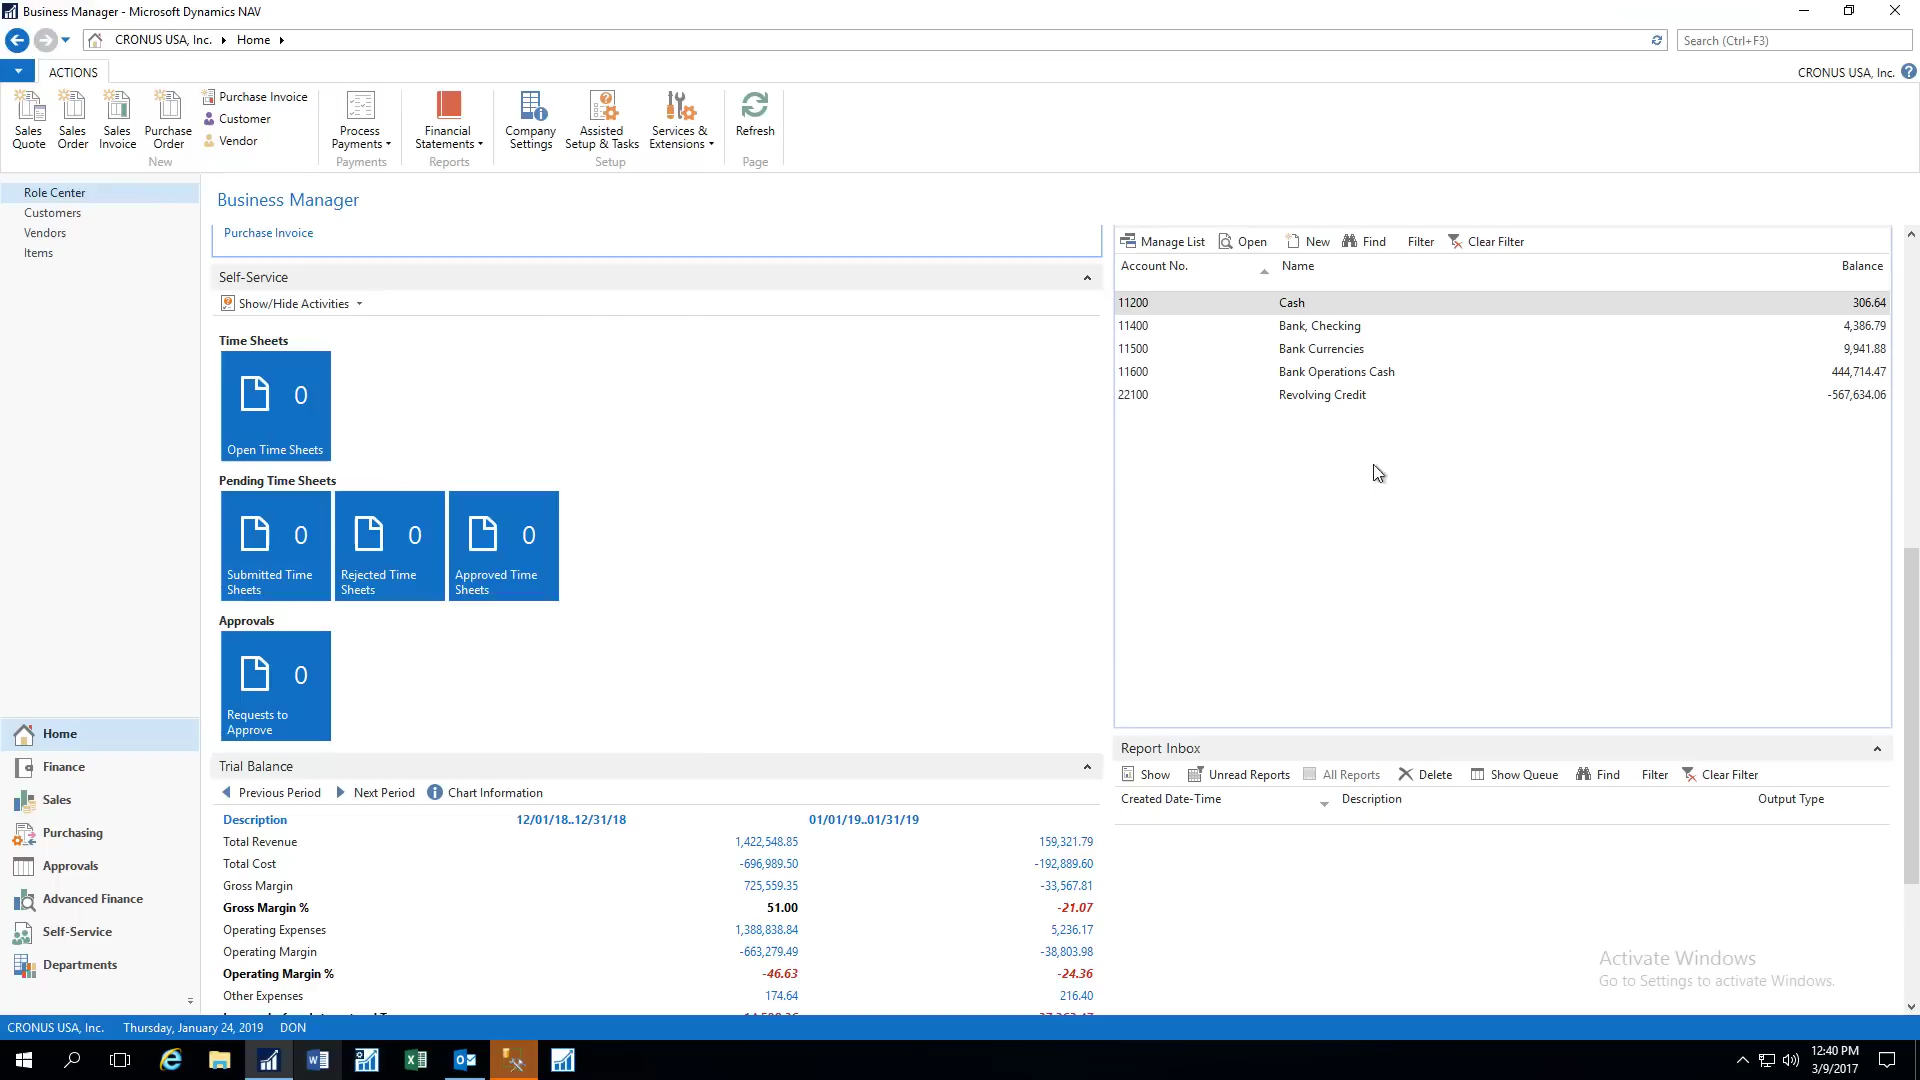 Business Manager - Microsoft Dynamics NAV
CRONUS USA, Inc. Home
Search (Ctrl+F3)
ACTIONS
CRONUS USA, Inc.
Sales Quote
Sales Order
Sales Invoice
Purchase Order
Purchase Invoice
Customer
Vendor
New
Process Payments
Payments
Financial Statements
Reports
Company Settings
Assisted Setup & Tasks
Services & Extensions
Setup
Refresh
Page
Role Center
Customers
Vendors
Items
Home
Finance
Sales
Purchasing
Approvals
Advanced Finance
Self-Service
Departments
Business Manager
Purchase Invoice
Self-Service
Show/Hide Activities
Time Sheets
0
Open Time Sheets
Pending Time Sheets
0 0 0
Submitted Time Sheets
Rejected Time Sheets
Approved Time Sheets
Approvals
0
Requests to Approve
Trial Balance
Previous Period Next Period Chart Information
Description 12/01/18..12/31/18 01/01/19..01/31/19
Total Revenue 1,422,548.85 159,321.79
Total Cost -696,989.50 -192,889.60
Gross Margin 725,559.35 -33,567.81
Gross Margin % 51.00 -21.07
Operating Expenses 1,388,838.84 5,236.17
Operating Margin -663,279.49 -38,803.98
Operating Margin % -46.63 -24.36
Other Expenses 174.64 216.40
Manage List Open New Find Filter Clear Filter
Account No. Name Balance
11200 Cash 306.64
11400 Bank, Checking 4,386.79
11500 Bank Currencies 9,941.88
11600 Bank Operations Cash 444,714.47
22100 Revolving Credit -567,634.06
Report Inbox
Show Unread Reports All Reports Delete Show Queue Find Filter Clear Filter
Created Date-Time Description Output Type
Activate Windows
Go to Settings to activate Windows.
CRONUS USA, Inc. Thursday, January 24, 2019 DON
12:40 PM
3/9/2017